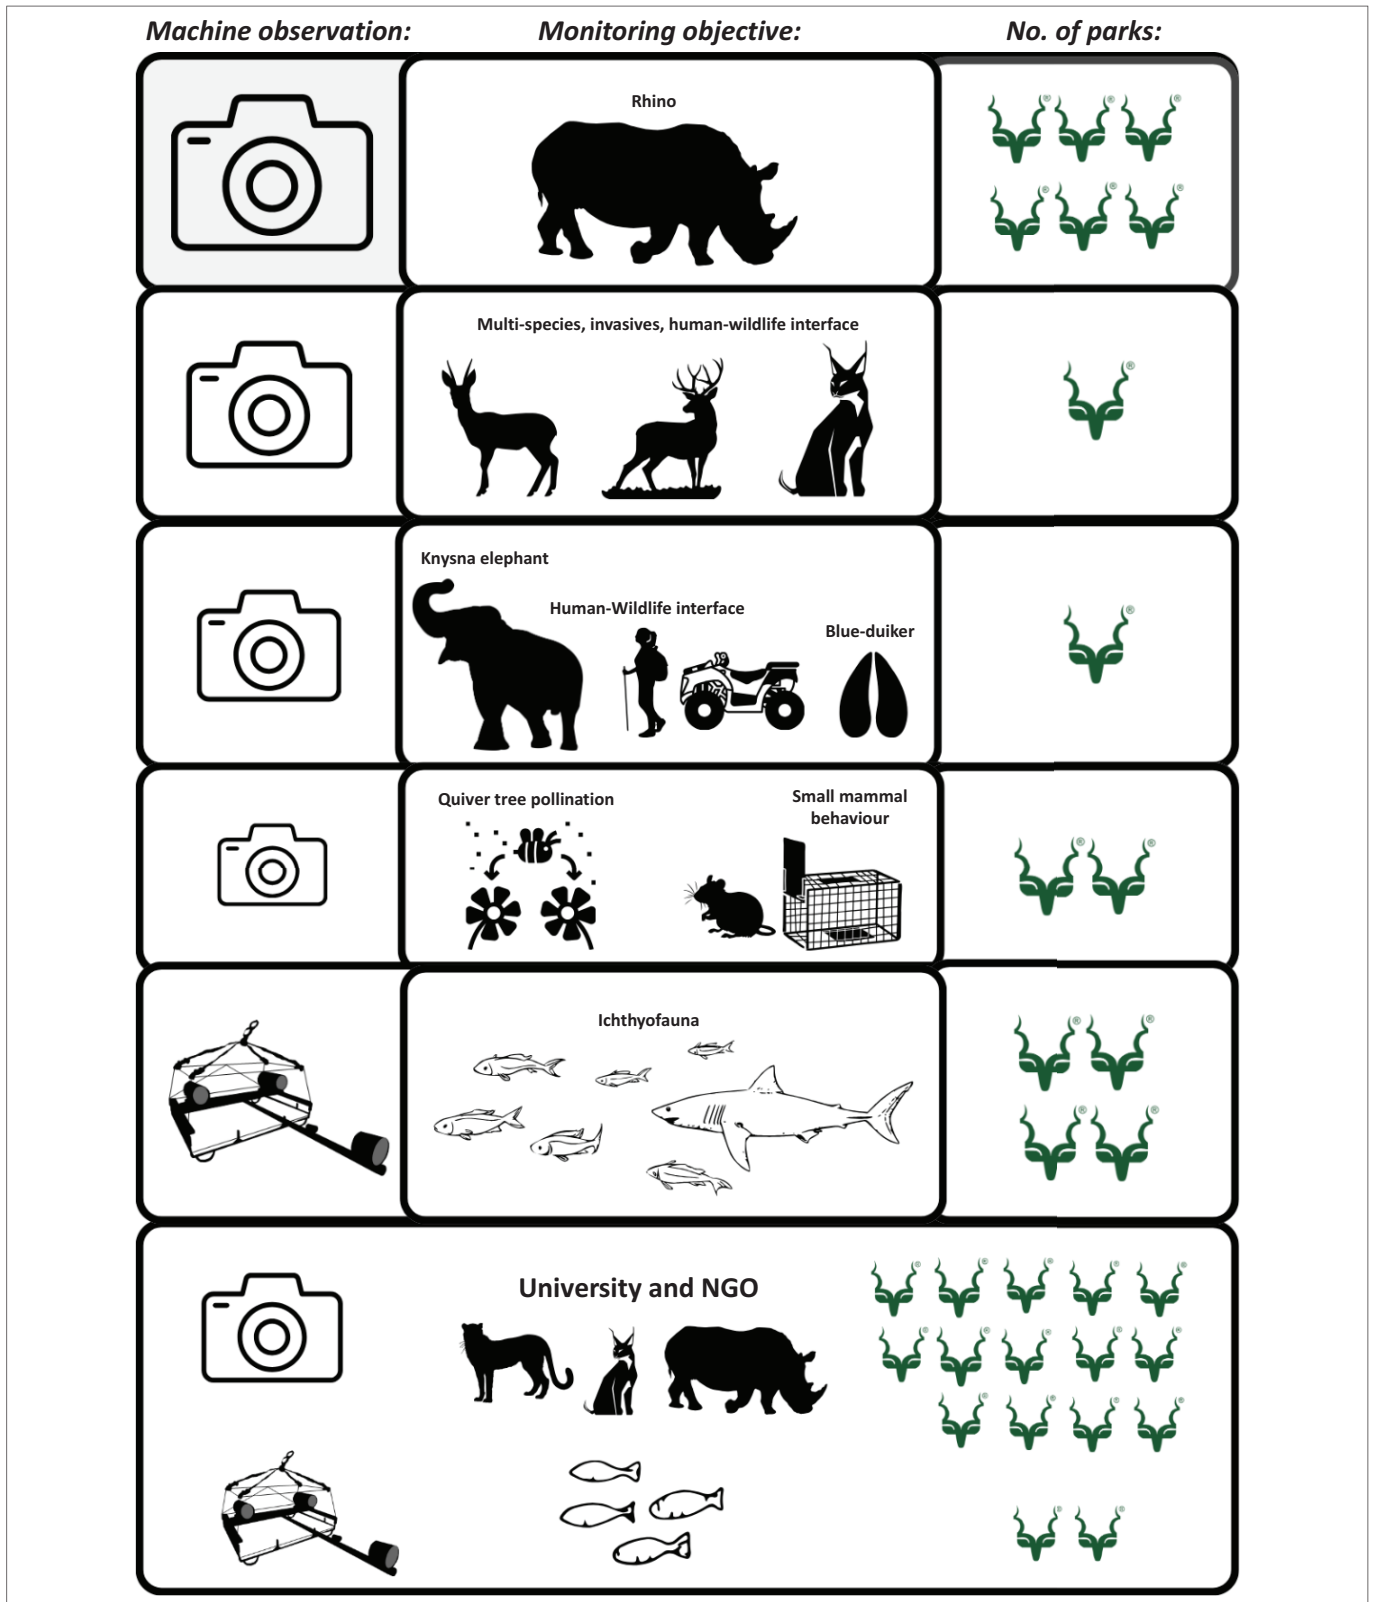 Machine observation: Monitoring objective: No. of parks:
Rhino
Multi-species, invasives, human-wildlife interface
Knysna elephant
Human-Wildlife interface
Blue-duiker
Quiver tree pollination
Small mammal
behaviour
Ichthyofauna
University and NGO